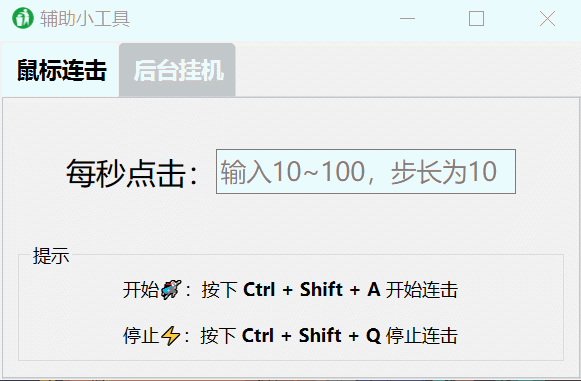 辅助小工具
鼠标连击 后台挂机
每秒点击： 输入10~100，步长为10
提示
开始🚀：按下 Ctrl + Shift + A 开始连击
停止⚡：按下 Ctrl + Shift + Q 停止连击